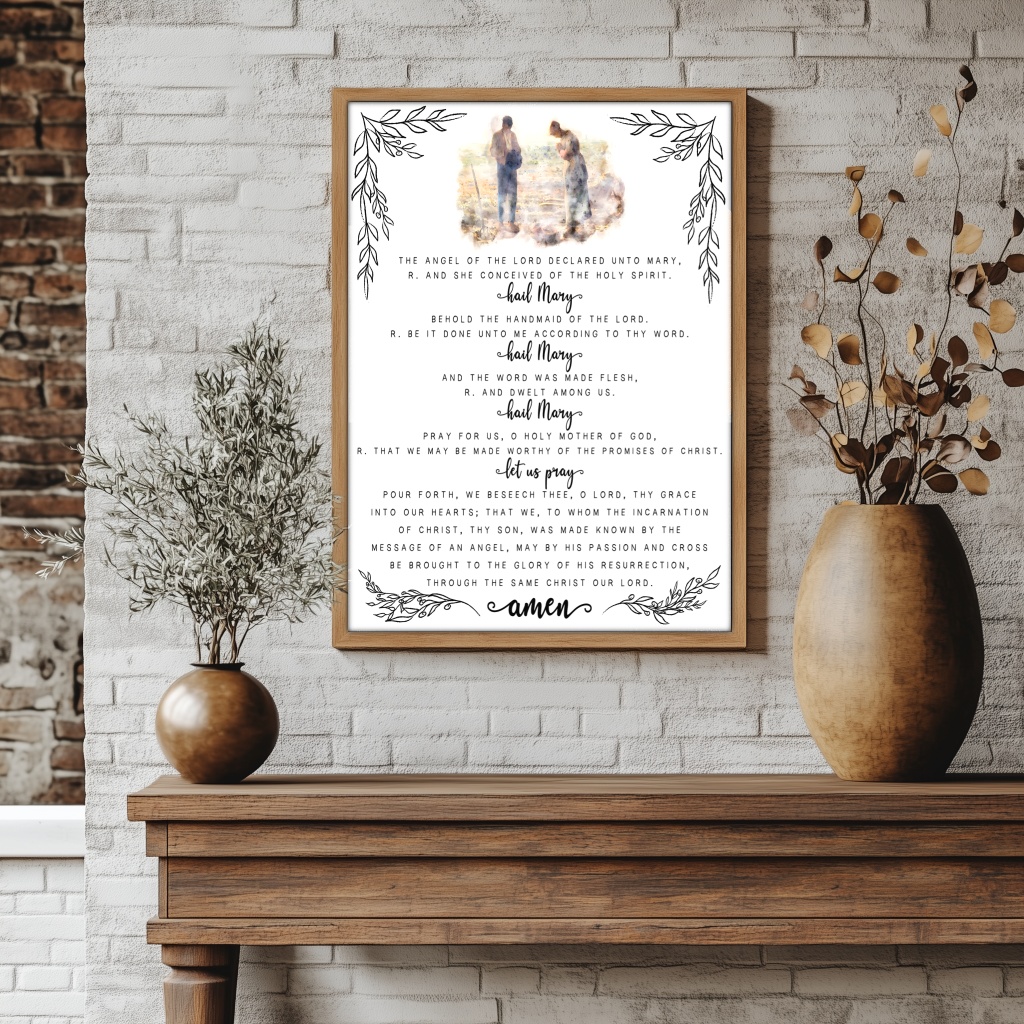 THE ANGEL OF THE LORD DECLARED UNTO MARY,
R. AND SHE CONCEIVED OF THE HOLY SPIRIT.
hail Mary
BEHOLD THE HANDMAID OF THE LORD.
R. BE IT DONE UNTO ME ACCORDING TO THY WORD.
hail Mary
AND THE WORD WAS MADE FLESH,
R. AND DWELT AMONG US.
hail Mary
PRAY FOR US, O HOLY MOTHER OF GOD,
R. THAT WE MAY BE MADE WORTHY OF THE PROMISES OF CHRIST.
let us pray
POUR FORTH, WE BESEECH THEE, O LORD, THY GRACE
INTO OUR HEARTS; THAT WE, TO WHOM THE INCARNATION
OF CHRIST, THY SON, WAS MADE KNOWN BY THE
MESSAGE OF AN ANGEL, MAY BY HIS PASSION AND CROSS
BE BROUGHT TO THE GLORY OF HIS RESURRECTION,
THROUGH THE SAME CHRIST OUR LORD.
amen